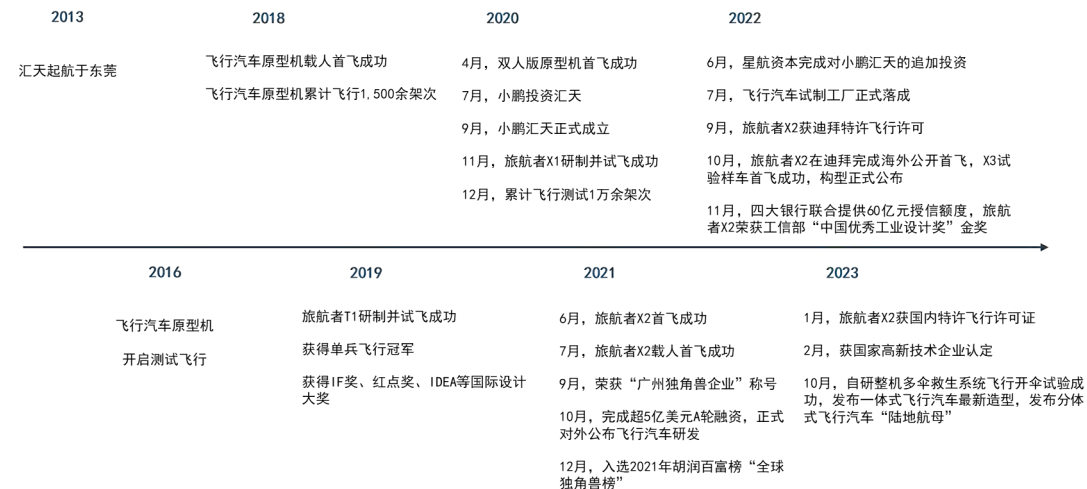 2013
汇天起航于东莞
2018
飞行汽车原型机载人首飞成功
飞行汽车原型机累计飞行1,500余架次
2020
4月，双人版原型机首飞成功
7月，小鹏投资汇天
9月，小鹏汇天正式成立
11月，旅航者X1研制并试飞成功
12月，累计飞行测试1万余架次
2022
6月，星航资本完成对小鹏汇天的追加投资
7月，飞行汽车试制工厂正式落成
9月，旅航者X2获迪拜特许飞行许可
10月，旅航者X2在迪拜完成海外公开首飞，X3试
验样车首飞成功，构型正式公布
11月，四大银行联合提供60亿元授信额度，旅航
者X2荣获工信部“中国优秀工业设计奖”金奖
2016
飞行汽车原型机
开启测试飞行
2019
旅航者T1研制并试飞成功
获得单兵飞行冠军
获得IF奖、红点奖、IDEA等国际设计
大奖
2021
6月，旅航者X2首飞成功
7月，旅航者X2载人首飞成功
9月，荣获“广州独角兽企业”称号
10月，完成超5亿美元A轮融资，正式
对外公布飞行汽车研发
12月，入选2021年胡润百富榜“全球
独角兽榜”
2023
1月，旅航者X2获国内特许飞行许可证
2月，获国家高新技术企业认定
10月，自研整机多伞救生系统飞行开伞试验成
功，发布一体式飞行汽车最新造型，发布分体
式飞行汽车“陆地航母”